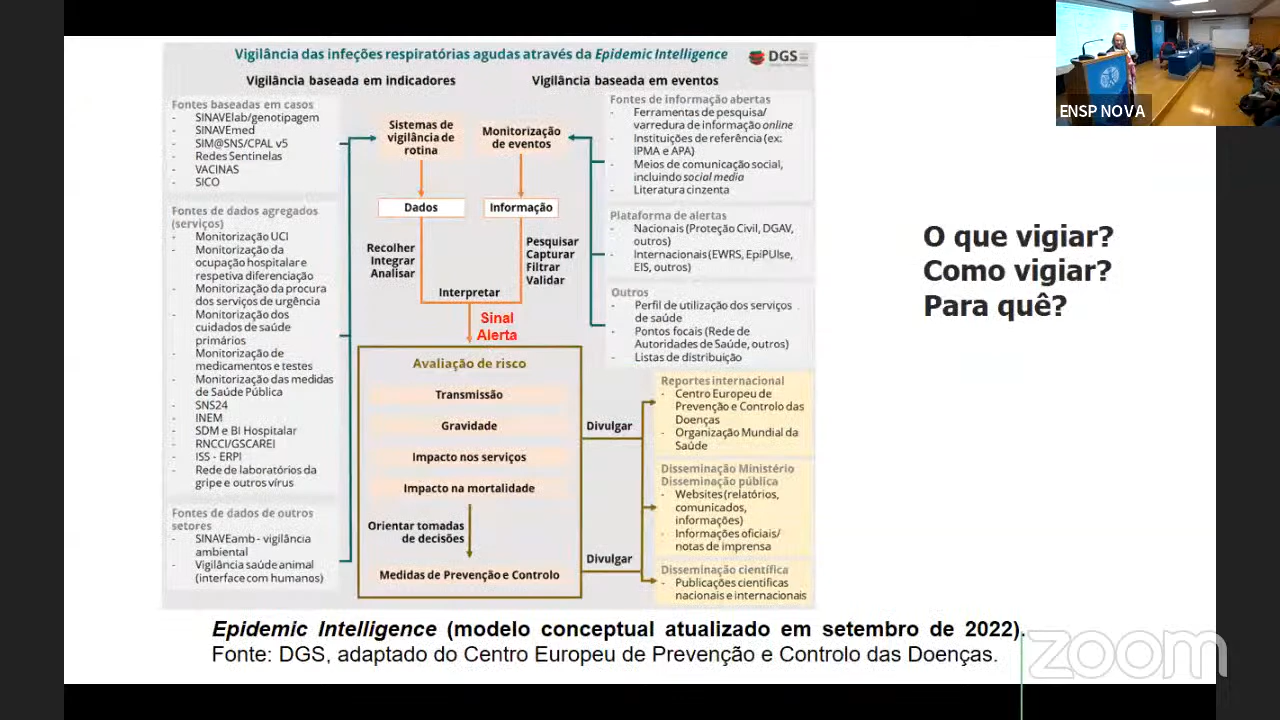 Vigilância das infeções respiratórias agudas através da Epidemic Intelligence
DGS
Vigilância baseada em indicadores
Vigilância baseada em eventos
Fontes baseadas em casos
- SINAVElab/genotipagem
- SINAVEmed
- SIM@SNS/CPAL v5
- Redes Sentinelas
- VACINAS
- SICO
Fontes de dados agregados
(serviços)
- Monitorização UCI
- Monitorização da
ocupação hospitalar e
respetiva diferenciação
- Monitorização da procura
dos serviços de urgência
- Monitorização dos
cuidados de saúde
primários
- Monitorização de
medicamentos e testes
- Monitorização das medidas
de Saúde Pública
- SNS24
- INEM
- SDM e BI Hospitalar
- RNCCI/GSCAREI
- ISS - ERPI
- Rede de laboratórios da
gripe e outros vírus
Fontes de dados de outros
setores
- SINAVEamb - vigilância
ambiental
- Vigilância saúde animal
(interface com humanos)
Sistemas de
vigilância de
rotina
Monitorização
de eventos
Dados
Informação
Recolher
Integrar
Analisar
Pesquisar
Capturar
Filtrar
Validar
Interpretar
Sinal
Alerta
Avaliação de risco
Transmissão
Gravidade
Impacto nos serviços
Impacto na mortalidade
Orientar tomadas
de decisões
Medidas de Prevenção e Controlo
Divulgar
Divulgar
Fontes de informação abertas
- Ferramentas de pesquisa/
varredura de informação online
- Instituições de referência (ex:
IPMA e APA)
- Meios de comunicação social,
incluindo social media
- Literatura cinzenta
Plataforma de alertas
- Nacionais (Proteção Civil, DGAV,
outros)
- Internacionais (EWRS, EpiPUlse,
EIS, outros)
Outros
- Perfil de utilização dos serviços
de saúde
- Pontos focais (Rede de
Autoridades de Saúde, outros)
- Listas de distribuição
Reportes internacional
- Centro Europeu de
Prevenção e Controlo das
Doenças
- Organização Mundial da
Saúde
Disseminação Ministério
Disseminação pública
- Websites (relatórios,
comunicados,
informações)
- Informações oficiais/
notas de imprensa
Disseminação científica
- Publicações cientificas
nacionais e internacionais
O que vigiar?
Como vigiar?
Para quê?
Epidemic Intelligence (modelo conceptual atualizado em setembro de 2022).
Fonte: DGS, adaptado do Centro Europeu de Prevenção e Controlo das Doenças.
ENSP NOVA
zoom